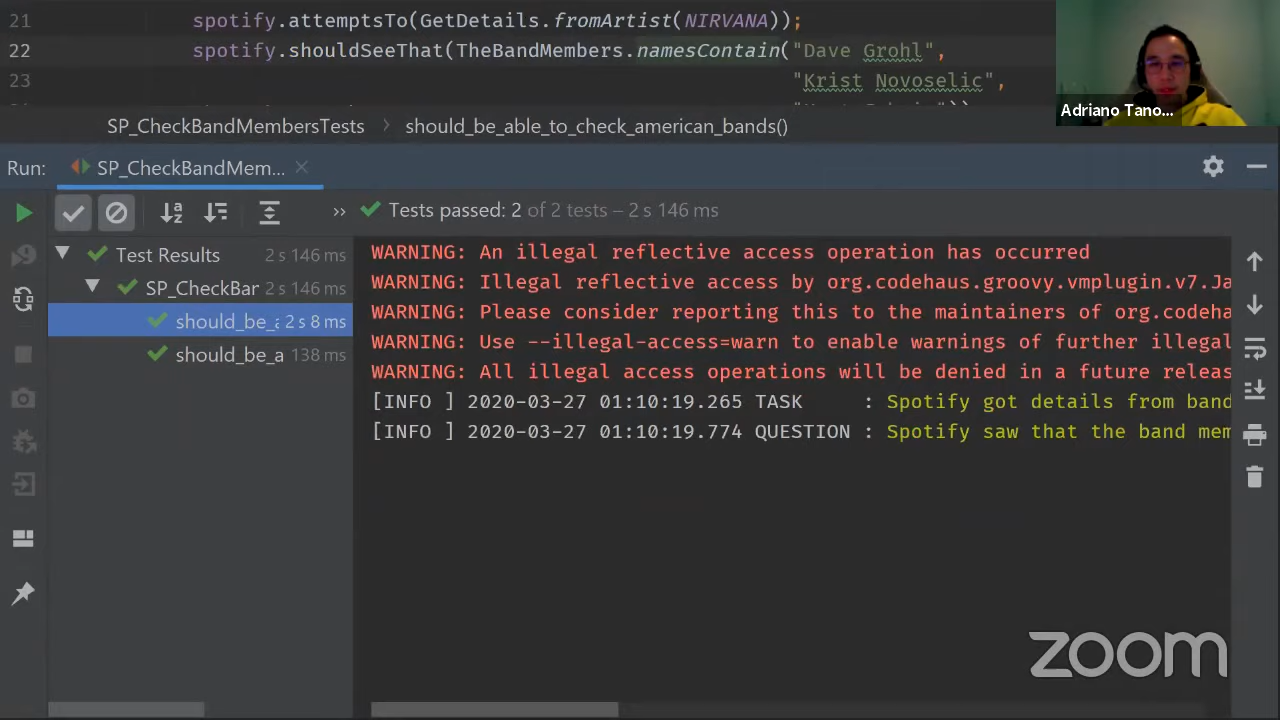 21 spotify.attemptsTo(GetDetails.fromArtist(NIRVANA));
22 spotify.shouldSeeThat(TheBandMembers.namesContain("Dave Grohl",
23 "Krist Novoselic",
Adriano Tano...
SP_CheckBandMembersTests > should_be_able_to_check_american_bands()
Run: SP_CheckBandMem...
>> Tests passed: 2 of 2 tests – 2 s 146 ms
Test Results 2 s 146 ms
SP_CheckBar 2 s 146 ms
should_be_a 2 s 8 ms
should_be_a 138 ms
WARNING: An illegal reflective access operation has occurred
WARNING: Illegal reflective access by org.codehaus.groovy.vmplugin.v7.Ja
WARNING: Please consider reporting this to the maintainers of org.codeha
WARNING: Use --illegal-access=warn to enable warnings of further illegal
WARNING: All illegal access operations will be denied in a future releas
[INFO ] 2020-03-27 01:10:19.265 TASK : Spotify got details from band
[INFO ] 2020-03-27 01:10:19.774 QUESTION : Spotify saw that the band mem
zoom